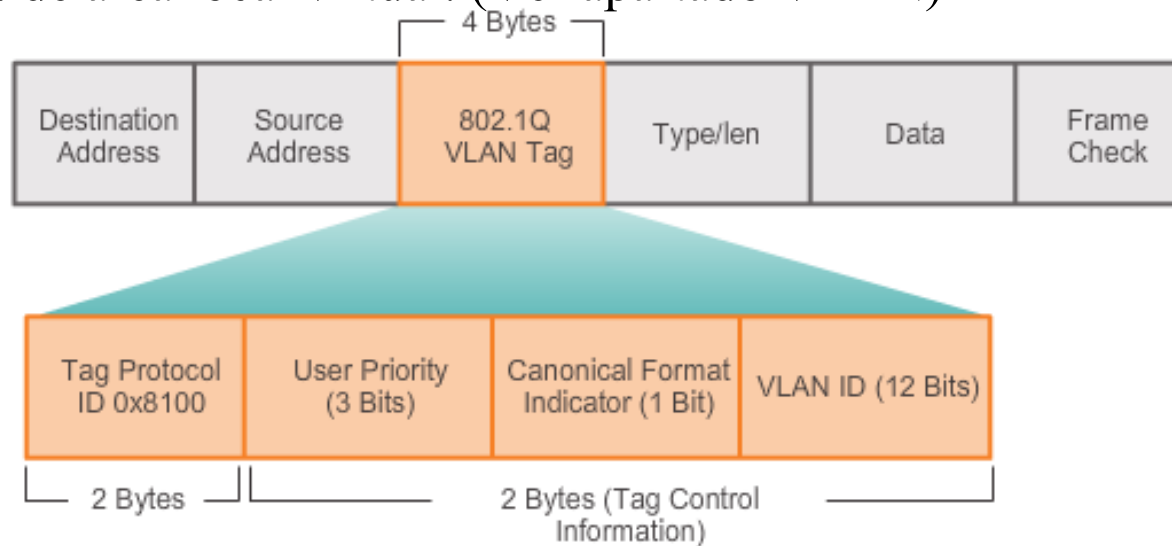 4 Bytes
Destination
Address
Source
Address
802.1Q
VLAN Tag
Type/len
Data
Frame
Check
Tag Protocol
ID 0x8100
User Priority
(3 Bits)
Canonical Format
Indicator (1 Bit)
VLAN ID (12 Bits)
2 Bytes
2 Bytes (Tag Control
Information)